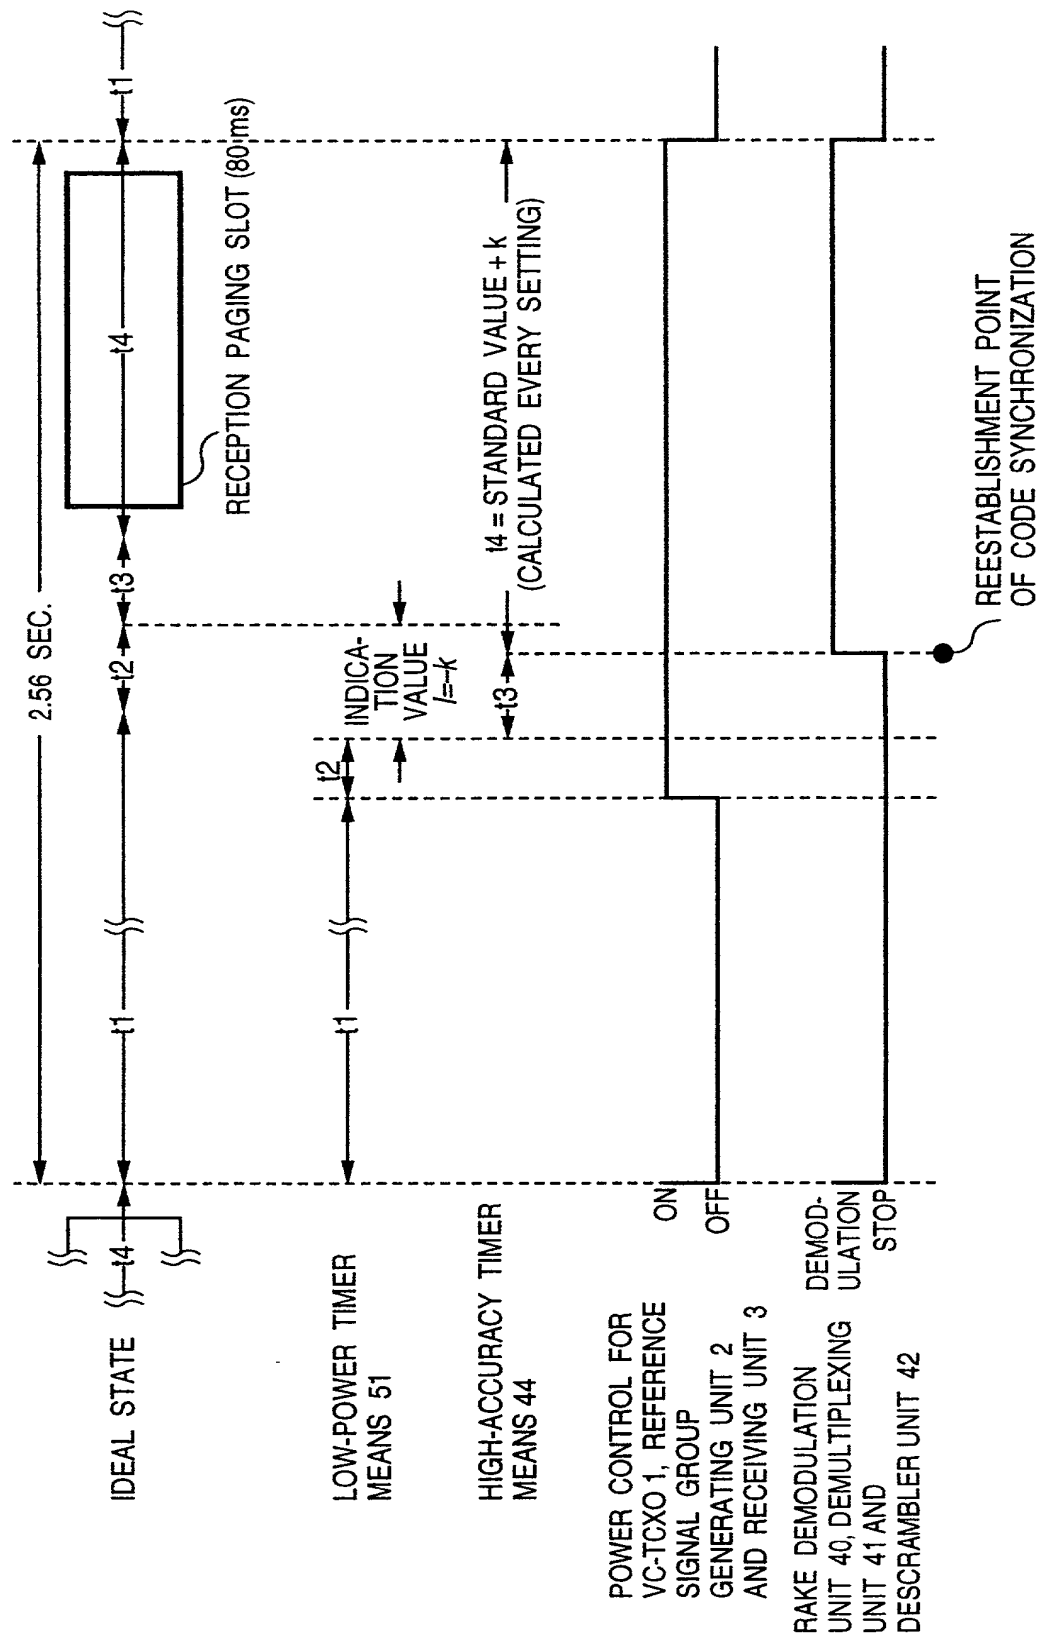 2.56 SEC.
IDEAL STATE
t4
t1
t2
t3
t4
t1
RECEPTION PAGING SLOT (80 ms)
LOW-POWER TIMER
MEANS 51
t1
t2
INDICA-
TION
VALUE
l=-k
HIGH-ACCURACY TIMER
MEANS 44
t3
t4 = STANDARD VALUE + k
(CALCULATED EVERY SETTING)
POWER CONTROL FOR
VC-TCXO 1, REFERENCE
SIGNAL GROUP
GENERATING UNIT 2
AND RECEIVING UNIT 3
ON
OFF
RAKE DEMODULATION
UNIT 40, DEMULTIPLEXING
UNIT 41 AND
DESCRAMBLER UNIT 42
DEMOD-
ULATION
STOP
REESTABLISHMENT POINT
OF CODE SYNCHRONIZATION